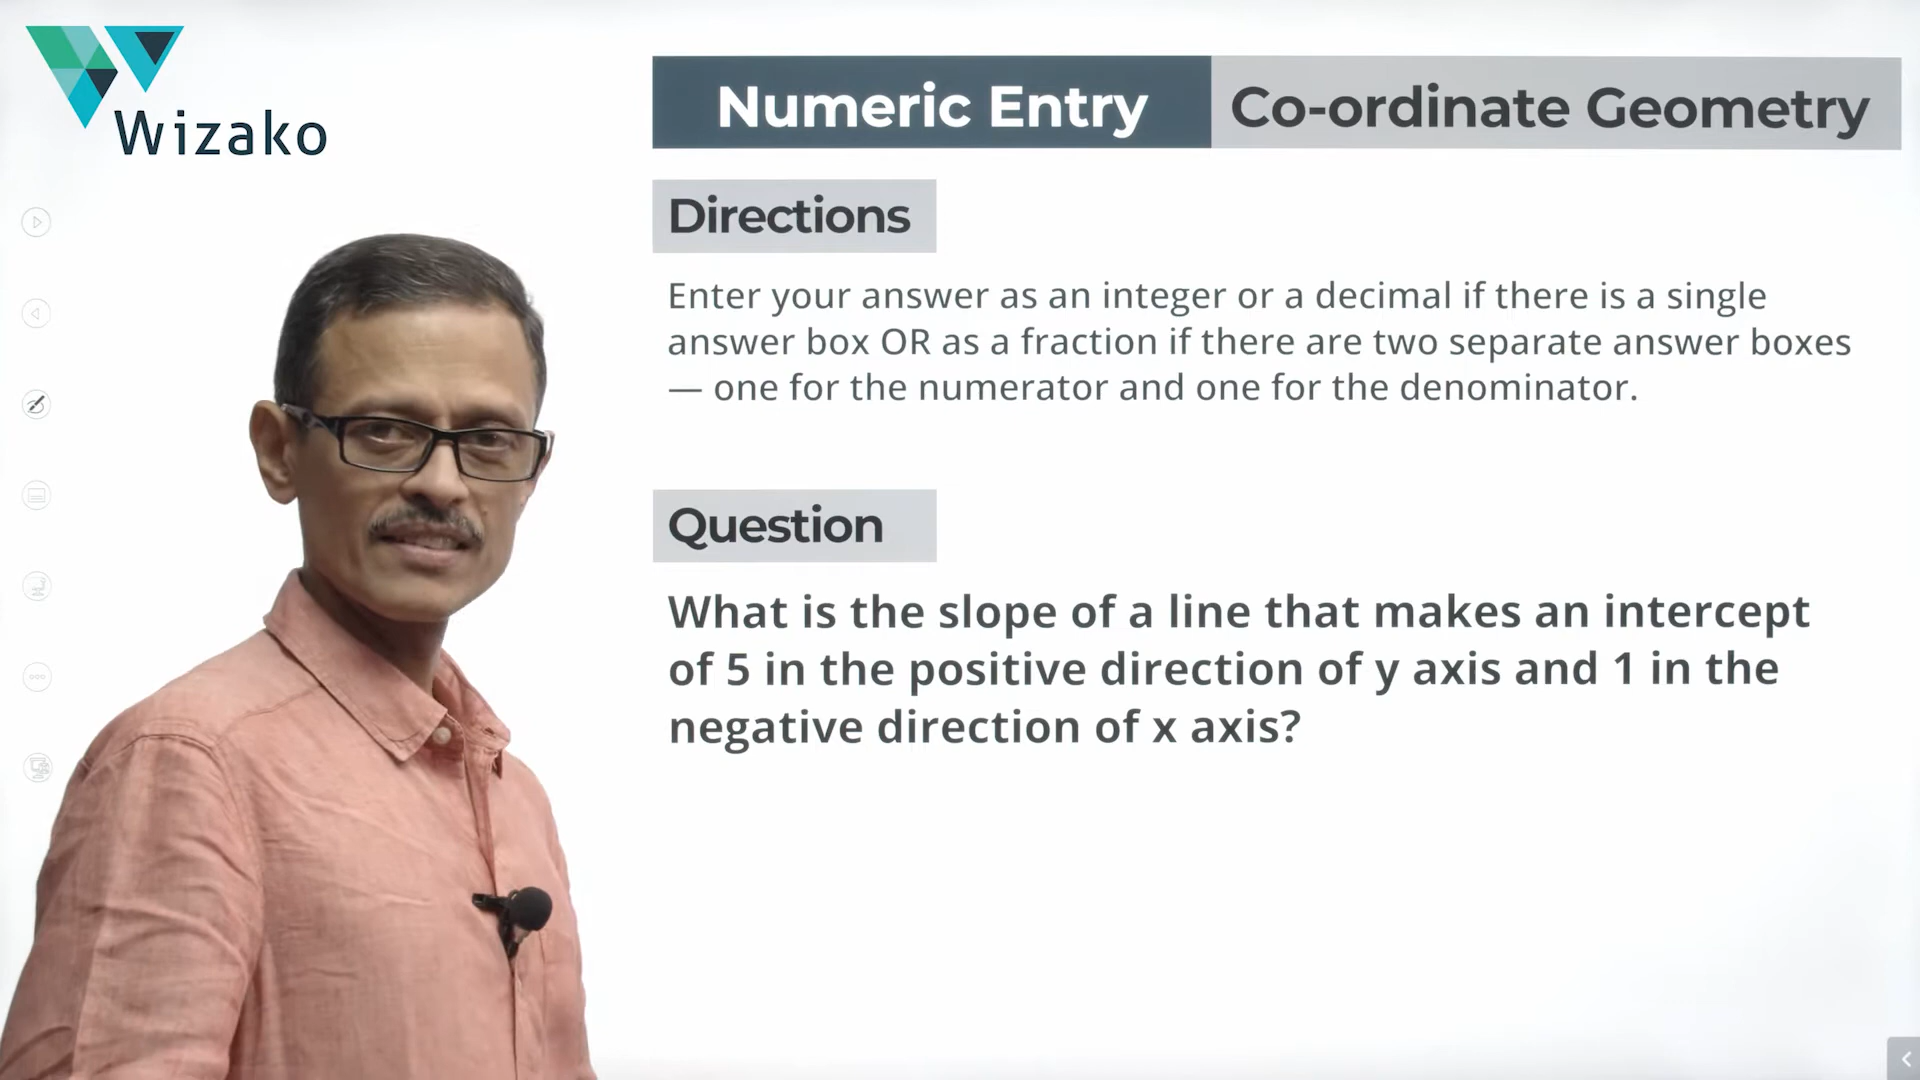 Wizako
Numeric Entry
Co-ordinate Geometry
Directions
Enter your answer as an integer or a decimal if there is a single
answer box OR as a fraction if there are two separate answer boxes
— one for the numerator and one for the denominator.
Question
What is the slope of a line that makes an intercept
of 5 in the positive direction of y axis and 1 in the
negative direction of x axis?